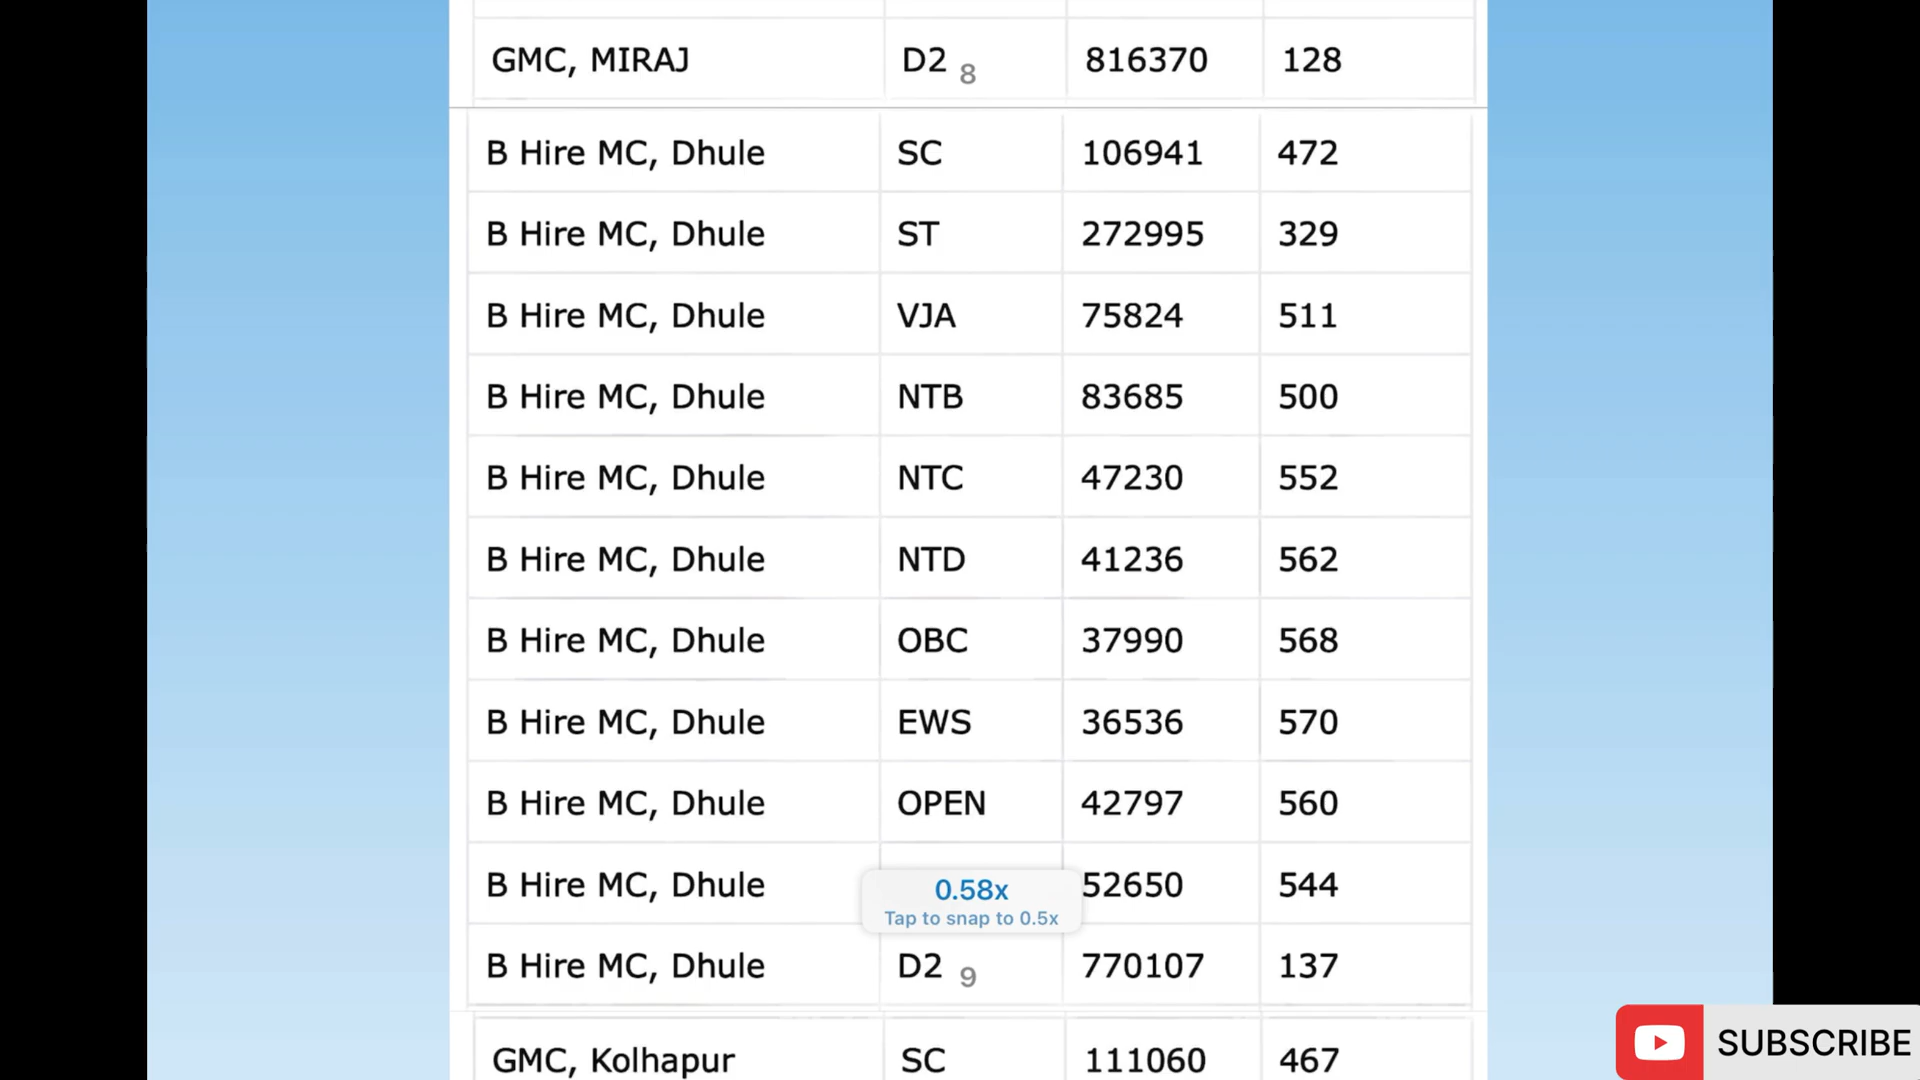 GMC, MIRAJ D2 8 816370 128
B Hire MC, Dhule SC 106941 472
B Hire MC, Dhule ST 272995 329
B Hire MC, Dhule VJA 75824 511
B Hire MC, Dhule NTB 83685 500
B Hire MC, Dhule NTC 47230 552
B Hire MC, Dhule NTD 41236 562
B Hire MC, Dhule OBC 37990 568
B Hire MC, Dhule EWS 36536 570
B Hire MC, Dhule OPEN 42797 560
B Hire MC, Dhule 52650 544
0.58x
Tap to snap to 0.5x
B Hire MC, Dhule D2 9 770107 137
GMC, Kolhapur SC 111060 467
SUBSCRIBE